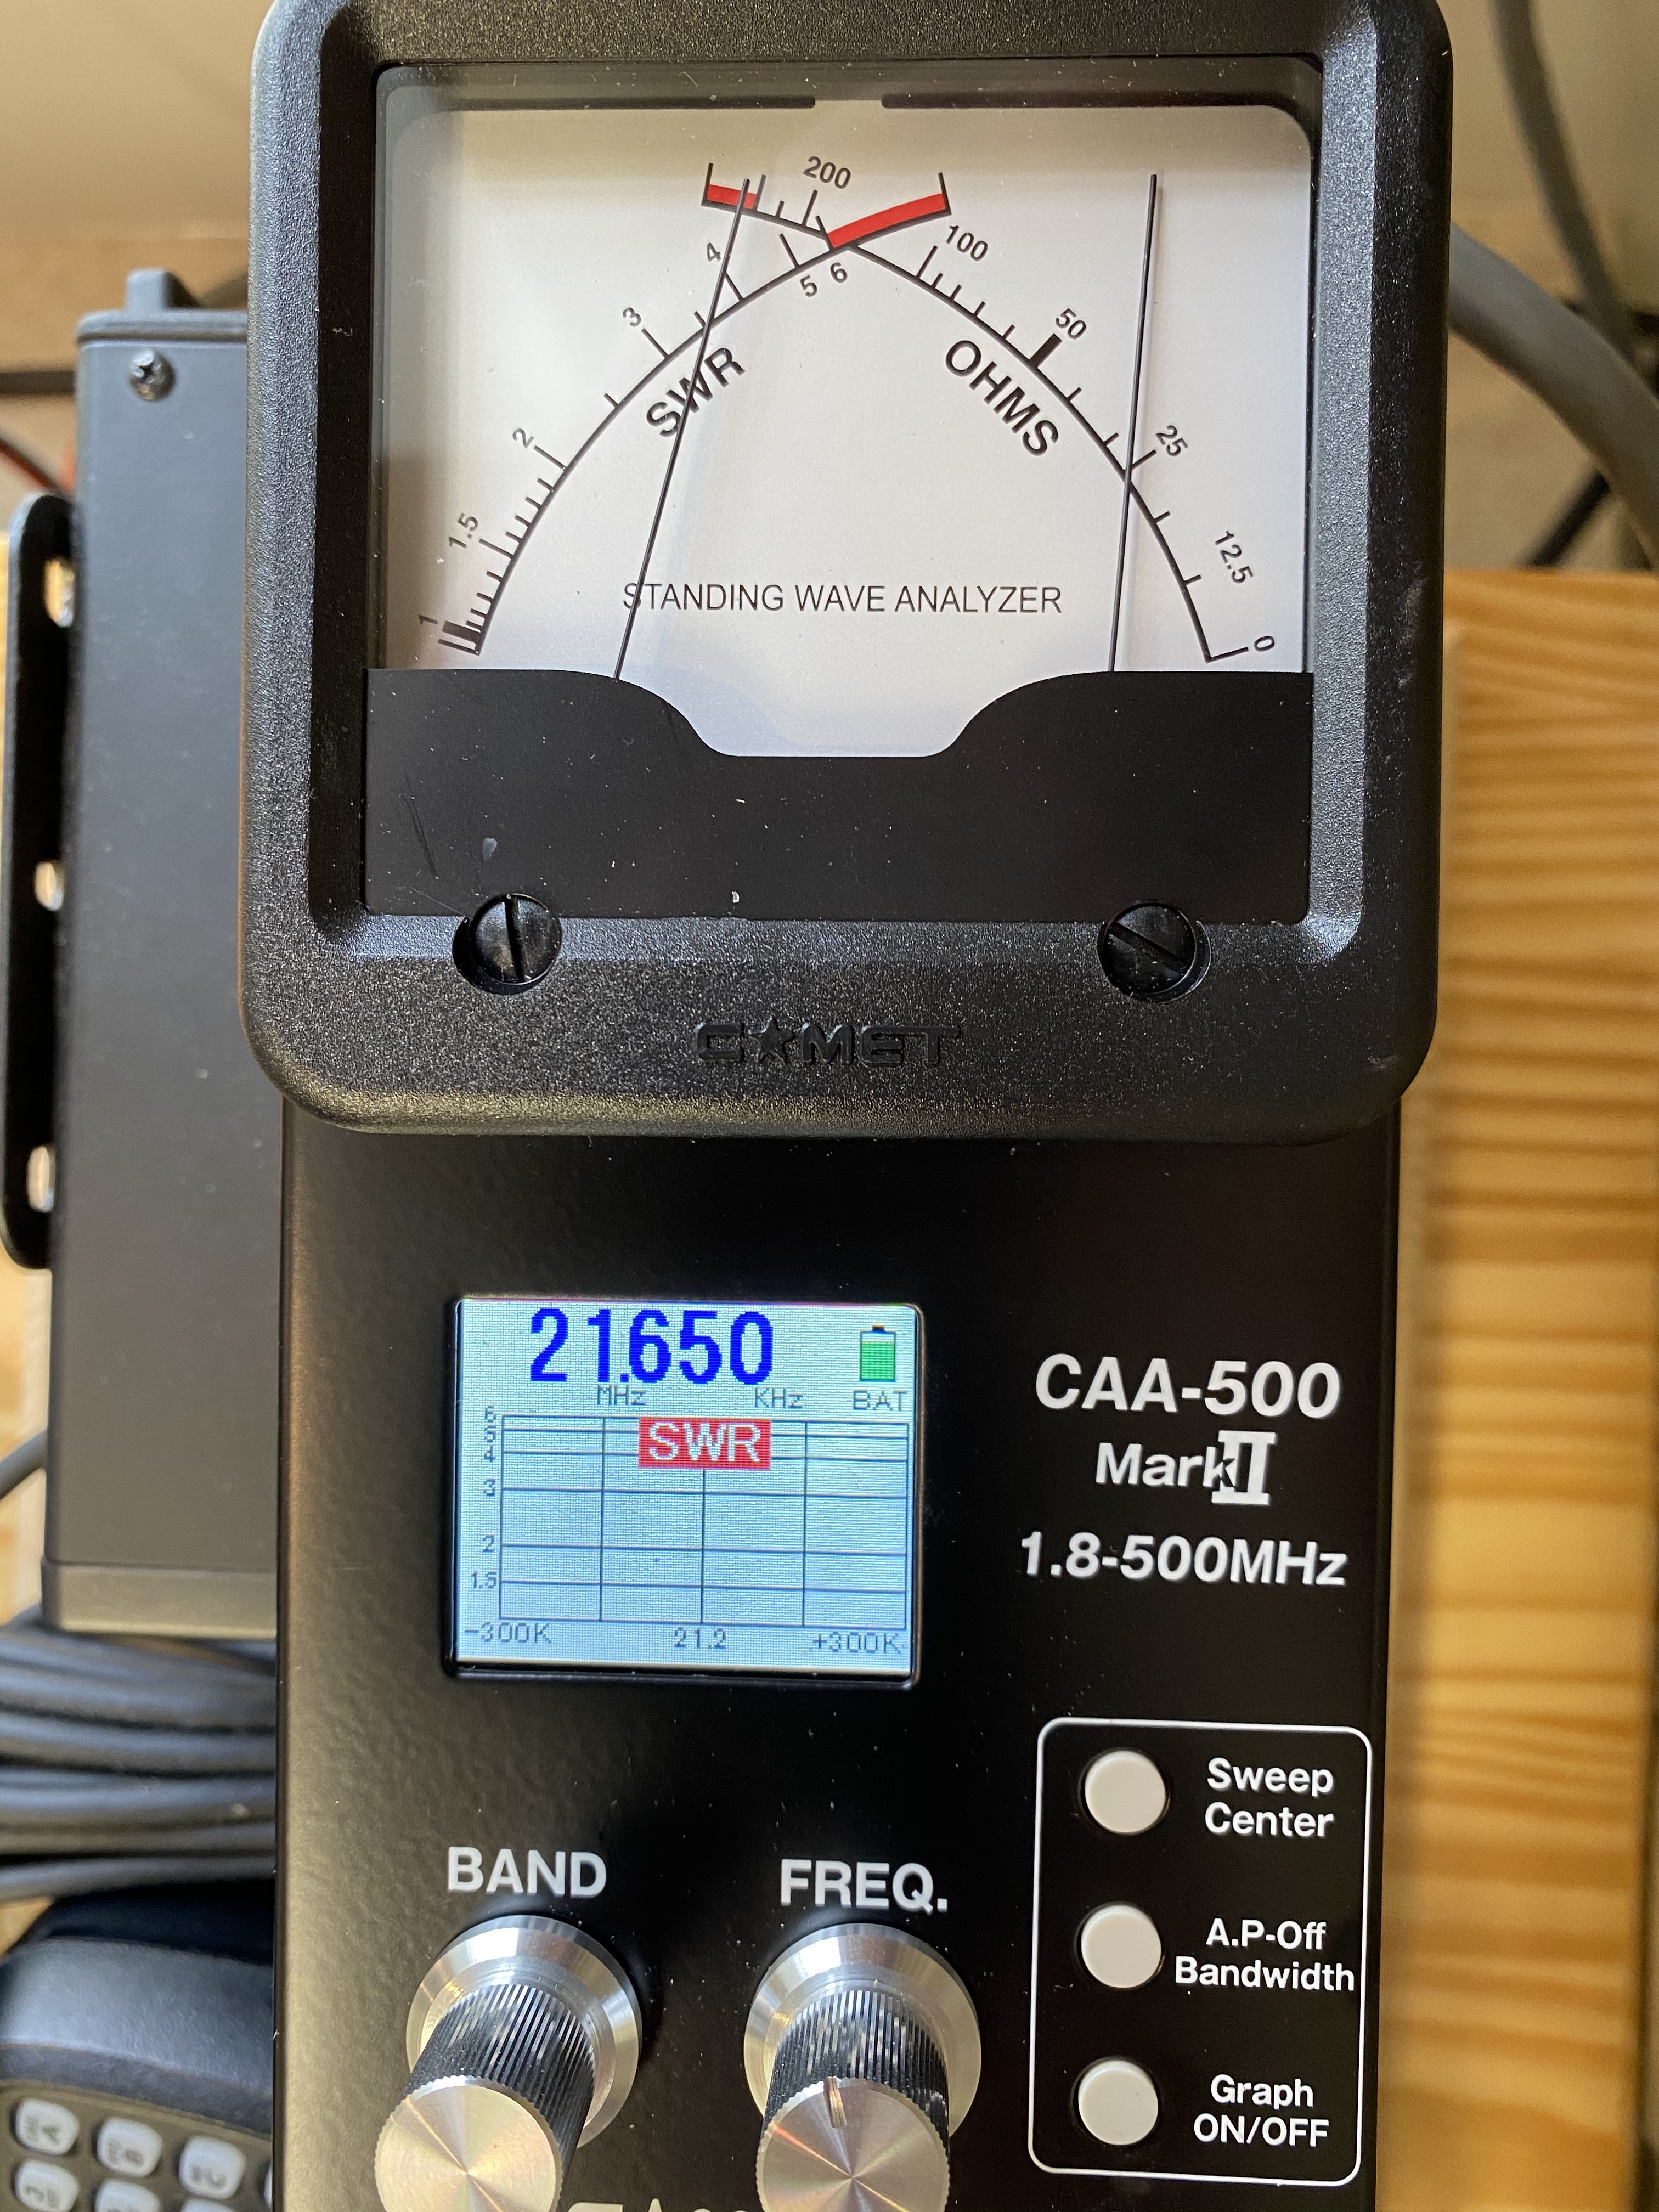 200
4
5
6
100
3
50
SWR
OHMS
2
25
1.5
12.5
STANDING WAVE ANALYZER
1
0
COMET
21.650
MHz KHz BAT
6
5
4
SWR
3
2
1.5
-300K 21.2 +300K
CAA-500
MarkII
1.8-500MHz
Sweep
Center
A.P-Off
Bandwidth
Graph
ON/OFF
BAND
FREQ.